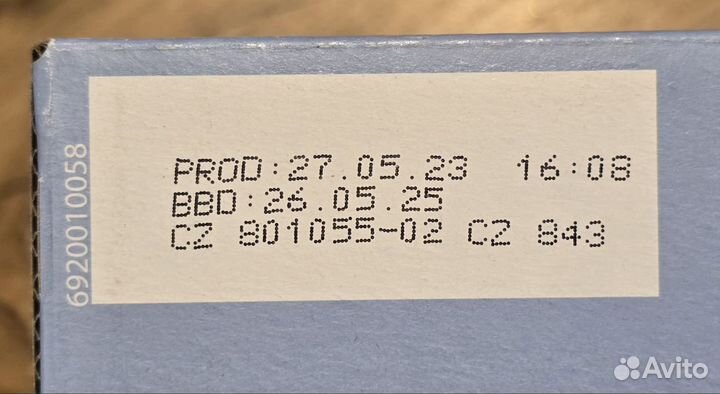 PROD:27.05.23 16:08
BBD:26.05.25
CZ 801055-02 CZ 843
6920010058
Avito